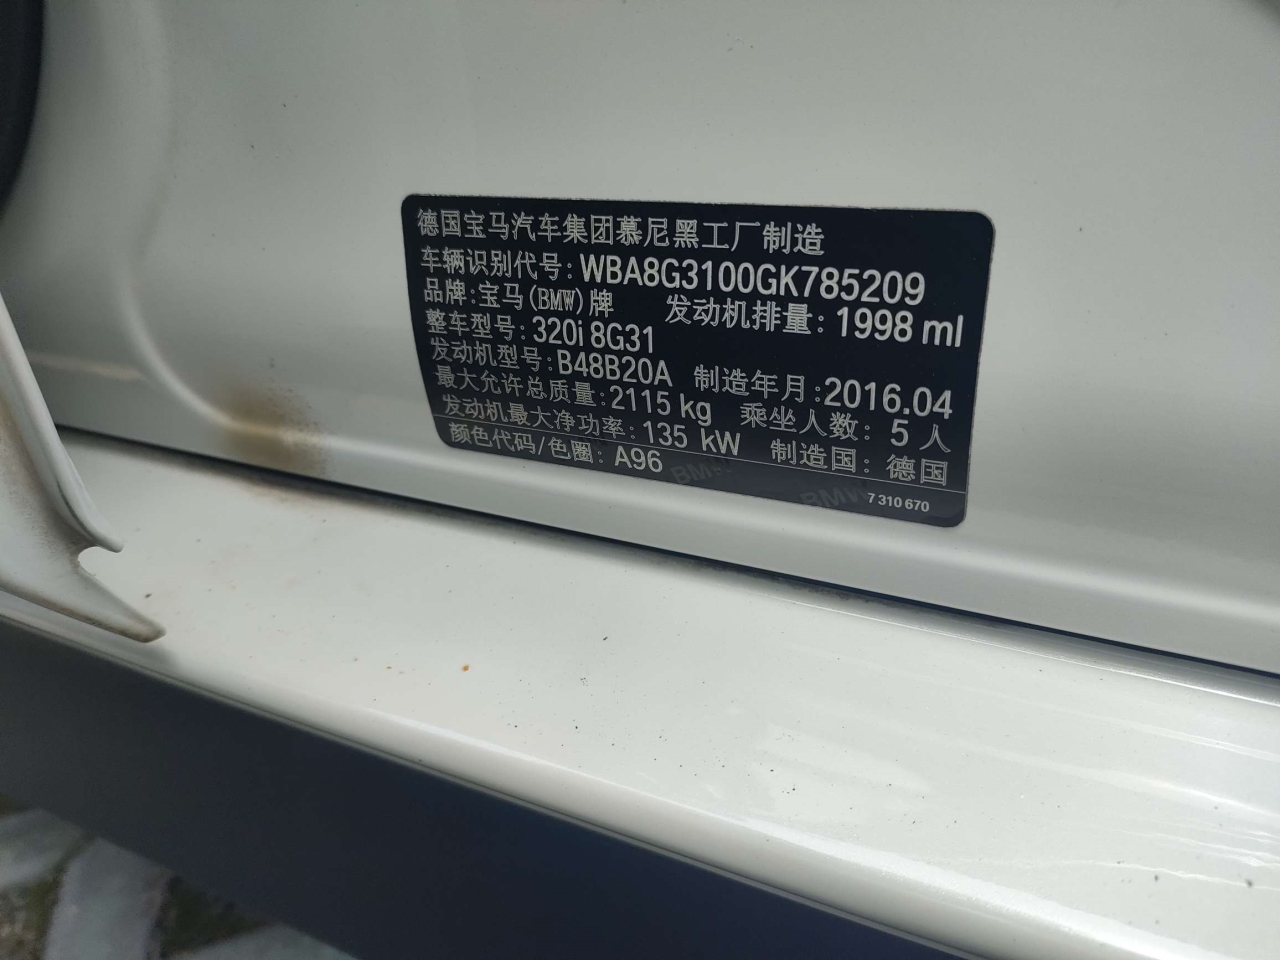 德国宝马汽车集团慕尼黑工厂制造
车辆识别代号: WBA8G3100GK785209
品牌:宝马(BMW)牌 发动机排量: 1998 ml
整车型号: 320i 8G31
发动机型号: B48B20A 制造年月: 2016.04
最大允许总质量: 2115 kg 乘坐人数: 5 人
发动机最大净功率: 135 kW 制造国: 德国
颜色代码/色圈: A96
BMW BMW
7 310 670